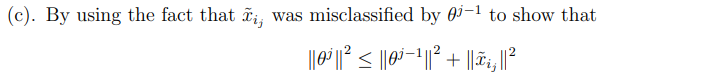 (c). By using the fact that x̃_{i_j} was misclassified by θ^{j−1} to show that
‖θ^j‖² ≤ ‖θ^{j−1}‖² + ‖x̃_{i_j}‖²